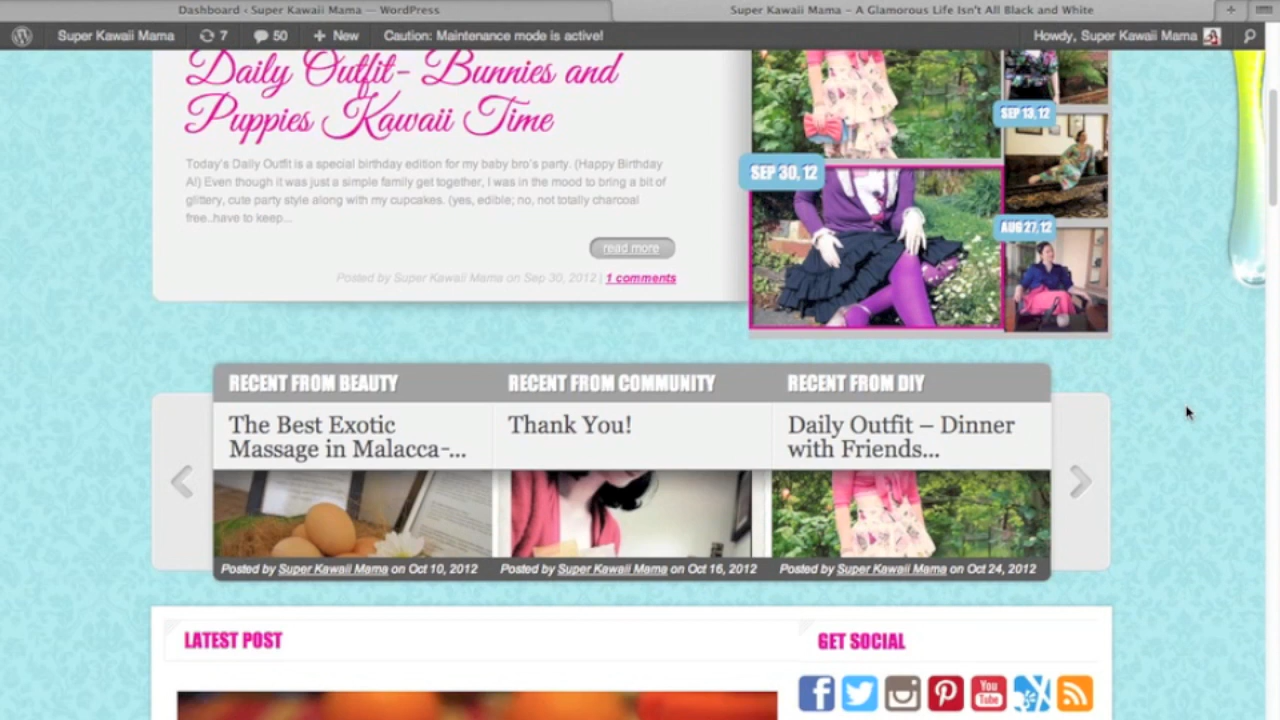 Dashboard ‹ Super Kawaii Mama — WordPress
Super Kawaii Mama – A Glamorous Life Isn't All Black and White
Super Kawaii Mama 7 50 + New Caution: Maintenance mode is active! Howdy, Super Kawaii Mama
Daily Outfit- Bunnies and
Puppies Kawaii Time
Today's Daily Outfit is a special birthday edition for my baby bro's party. (Happy Birthday
Al) Even though it was just a simple family get together, I was in the mood to bring a bit of
glittery, cute party style along with my cupcakes. (yes, edible; no, not totally charcoal
free..have to keep...
read more
Posted by Super Kawaii Mama on Sep 30, 2012 | 1 comments
SEP 30, 12
SEP 13, 12
AUG 27, 12
RECENT FROM BEAUTY
The Best Exotic
Massage in Malacca-...
Posted by Super Kawaii Mama on Oct 10, 2012
RECENT FROM COMMUNITY
Thank You!
Posted by Super Kawaii Mama on Oct 16, 2012
RECENT FROM DIY
Daily Outfit – Dinner
with Friends...
Posted by Super Kawaii Mama on Oct 24, 2012
LATEST POST
GET SOCIAL
You
Tube